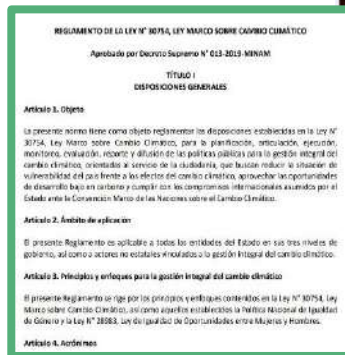 REGLAMENTO DE LA LEY N° 30754, LEY MARCO SOBRE CAMBIO CLIMÁTICO
Aprobado por Decreto Supremo N° 013-2019-MINAM
TÍTULO I
DISPOSICIONES GENERALES
Artículo 1. Objeto
La presente norma tiene como objeto reglamentar las disposiciones establecidas en la Ley N°
30754, Ley Marco sobre Cambio Climático, para la planificación, articulación, ejecución,
monitoreo, evaluación, reporte y difusión de las políticas públicas para la gestión integral del
cambio climático, orientadas al servicio de la ciudadanía, que buscan reducir la situación de
vulnerabilidad del país frente a los efectos del cambio climático, aprovechar las oportunidades
de desarrollo bajo en carbono y cumplir con los compromisos internacionales asumidos por el
Estado ante la Convención Marco de las Naciones sobre el Cambio Climático.
Artículo 2. Ámbito de aplicación
El presente Reglamento es aplicable a todas las entidades del Estado en sus tres niveles de
gobierno, así como a actores no estatales vinculados a la gestión integral del cambio climático.
Artículo 3. Principios y enfoques para la gestión integral del cambio climático
El presente Reglamento se rige por los principios y enfoques contenidos en la Ley N° 30754, Ley
Marco sobre Cambio Climático, así como aquellos establecidos la Política Nacional de Igualdad
de Género y la Ley N° 28983, Ley de Igualdad de Oportunidades entre Mujeres y Hombres.
Artículo 4. Acrónimos